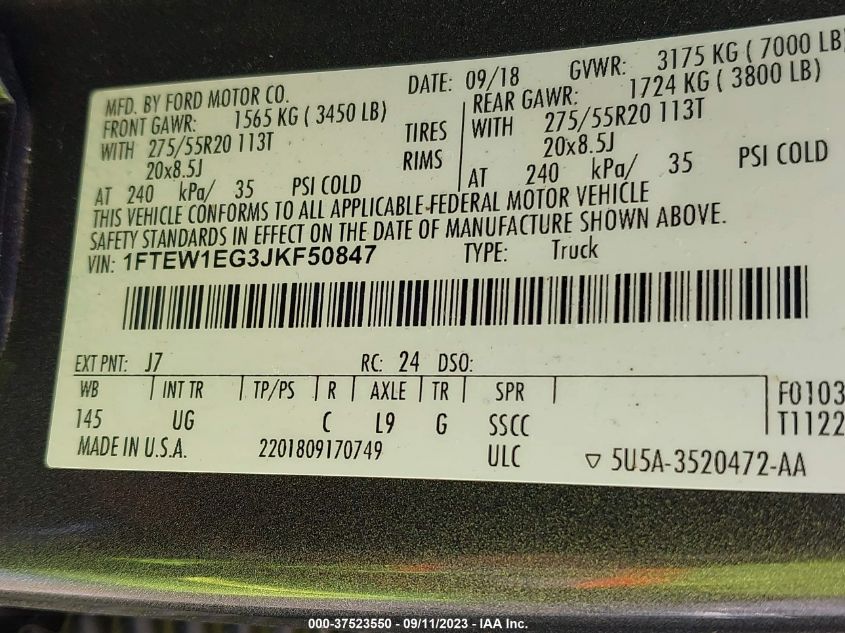 MFD. BY FORD MOTOR CO. DATE: 09/18 GVWR: 3175 KG ( 7000 LB)
FRONT GAWR: 1565 KG ( 3450 LB) REAR GAWR: 1724 KG ( 3800 LB)
WITH 275/55R20 113T TIRES WITH 275/55R20 113T
20x8.5J RIMS 20x8.5J
AT 240 kPa/ 35 PSI COLD AT 240 kPa/ 35 PSI COLD
THIS VEHICLE CONFORMS TO ALL APPLICABLE FEDERAL MOTOR VEHICLE
SAFETY STANDARDS IN EFFECT ON THE DATE OF MANUFACTURE SHOWN ABOVE.
VIN: 1FTEW1EG3JKF50847 TYPE: Truck
EXT PNT: J7 RC: 24 DSO:
WB INT TR TP/PS R AXLE TR SPR F0103
145 UG C L9 G SSCC T1122
MADE IN U.S.A. 2201809170749 ULC ▽ 5U5A-3520472-AA
000-37523550 - 09/11/2023 - IAA Inc.